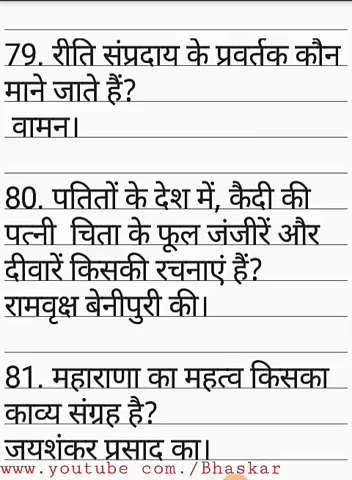 79. रीति संप्रदाय के प्रवर्तक कौन
माने जाते हैं?
वामन।
80. पतितों के देश में, कैदी की
पत्नी चिता के फूल जंजीरें और
दीवारें किसकी रचनाएं हैं?
रामवृक्ष बेनीपुरी की।
81. महाराणा का महत्व किसका
काव्य संग्रह है?
जयशंकर प्रसाद का।
www.youtube com./Bhaskar